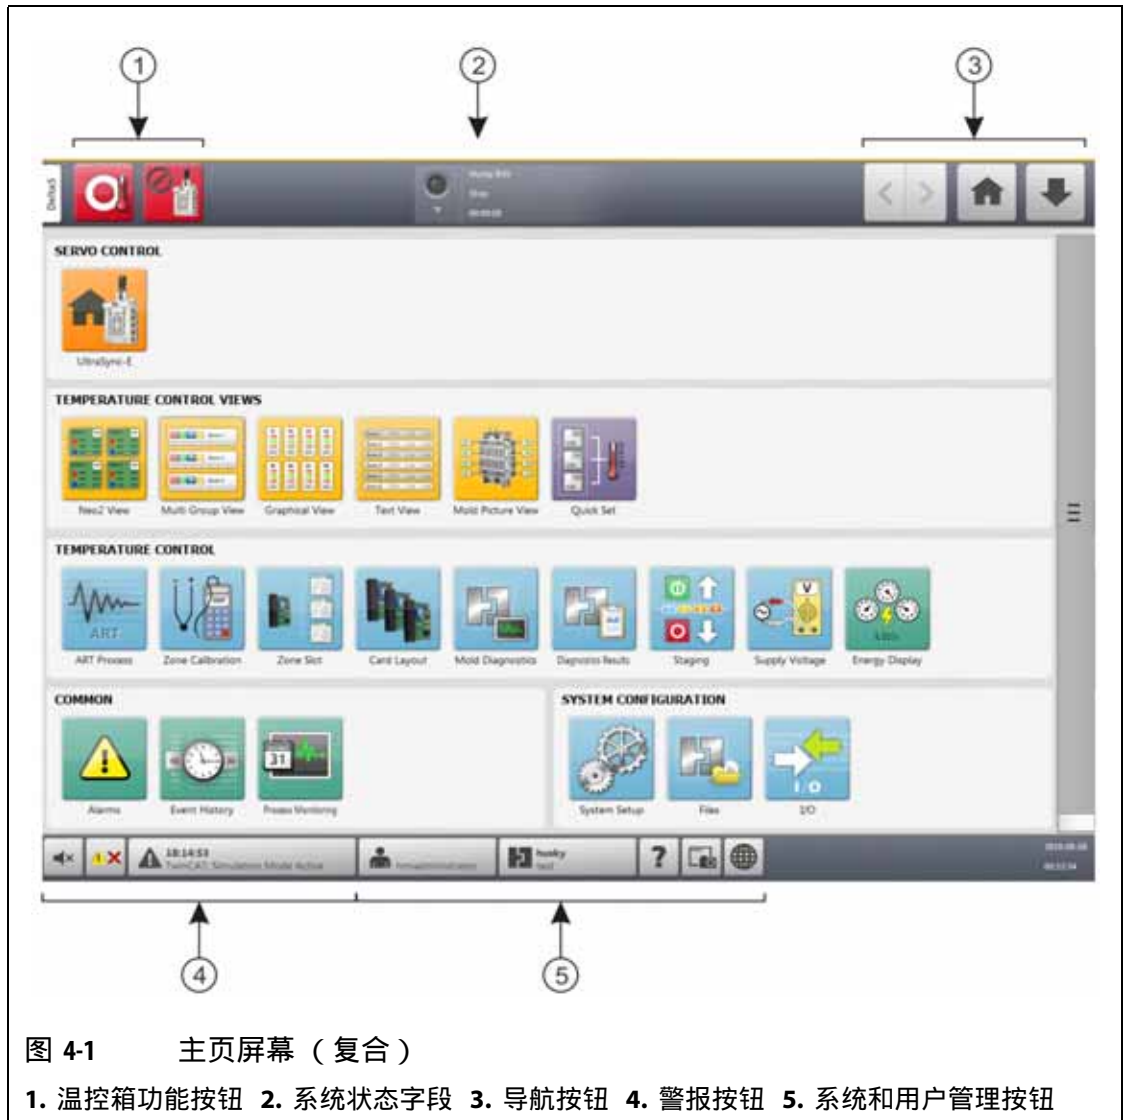 1
2
3
Delta5
SERVO CONTROL
UltraSync-E
TEMPERATURE CONTROL VIEWS
Neo2 View
Multi Group View
Graphical View
Text View
Mold Picture View
Quick Set
TEMPERATURE CONTROL
ART
ART Process
Zone Calibration
Zone Slot
Card Layout
Mold Diagnostics
Diagnosis Results
V
Staging
Supply Voltage
Energy Display
COMMON
SYSTEM CONFIGURATION
31
I/O
Alarms
Event History
Process Monitoring
System Setup
Files
I/O
18:14:53
TwinCAT: Simulation Mode Active
husky
test
?
4
5
图 4-1 主页屏幕 （复合）
1. 温控箱功能按钮 2. 系统状态字段 3. 导航按钮 4. 警报按钮 5. 系统和用户管理按钮